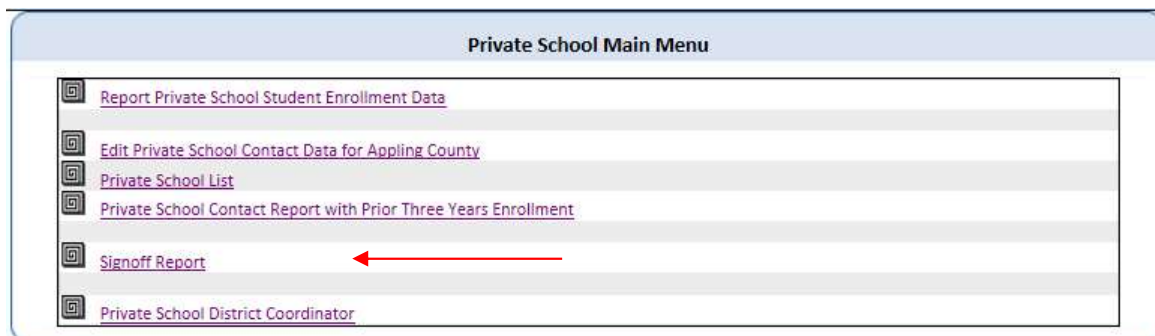 Private School Main Menu
Report Private School Student Enrollment Data
Edit Private School Contact Data for Appling County
Private School List
Private School Contact Report with Prior Three Years Enrollment
Signoff Report
Private School District Coordinator